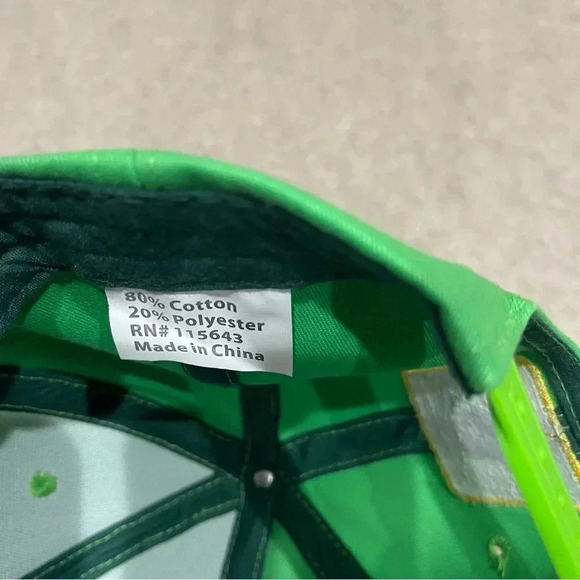 80% Cotton
20% Polyester
RN# 115643
Made in China